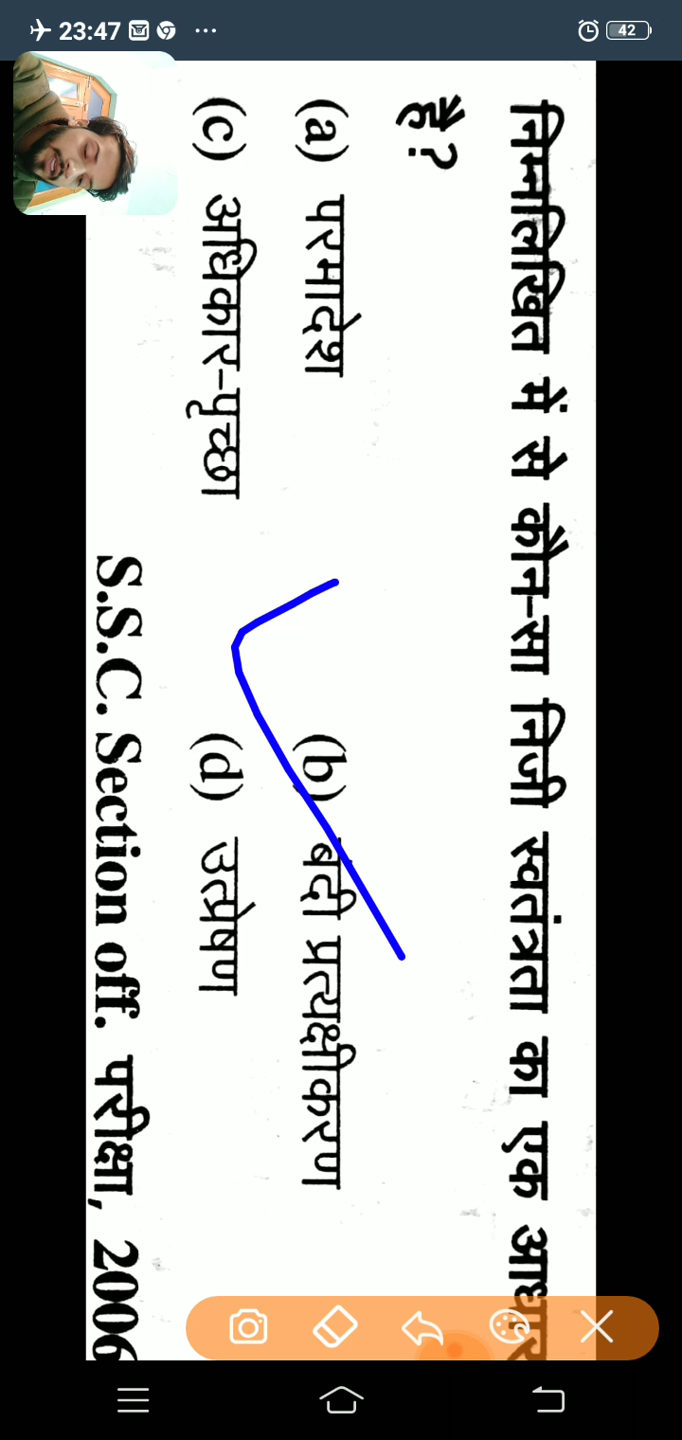 23:47
42
निम्नलिखित में से कौन-सा निजी स्वतंत्रता का एक आधार
है?
(a) परमादेश (b) बंदी प्रत्यक्षीकरण
(c) अधिकार-पृच्छा (d) उत्प्रेषण
S.S.C. Section off. परीक्षा, 2006